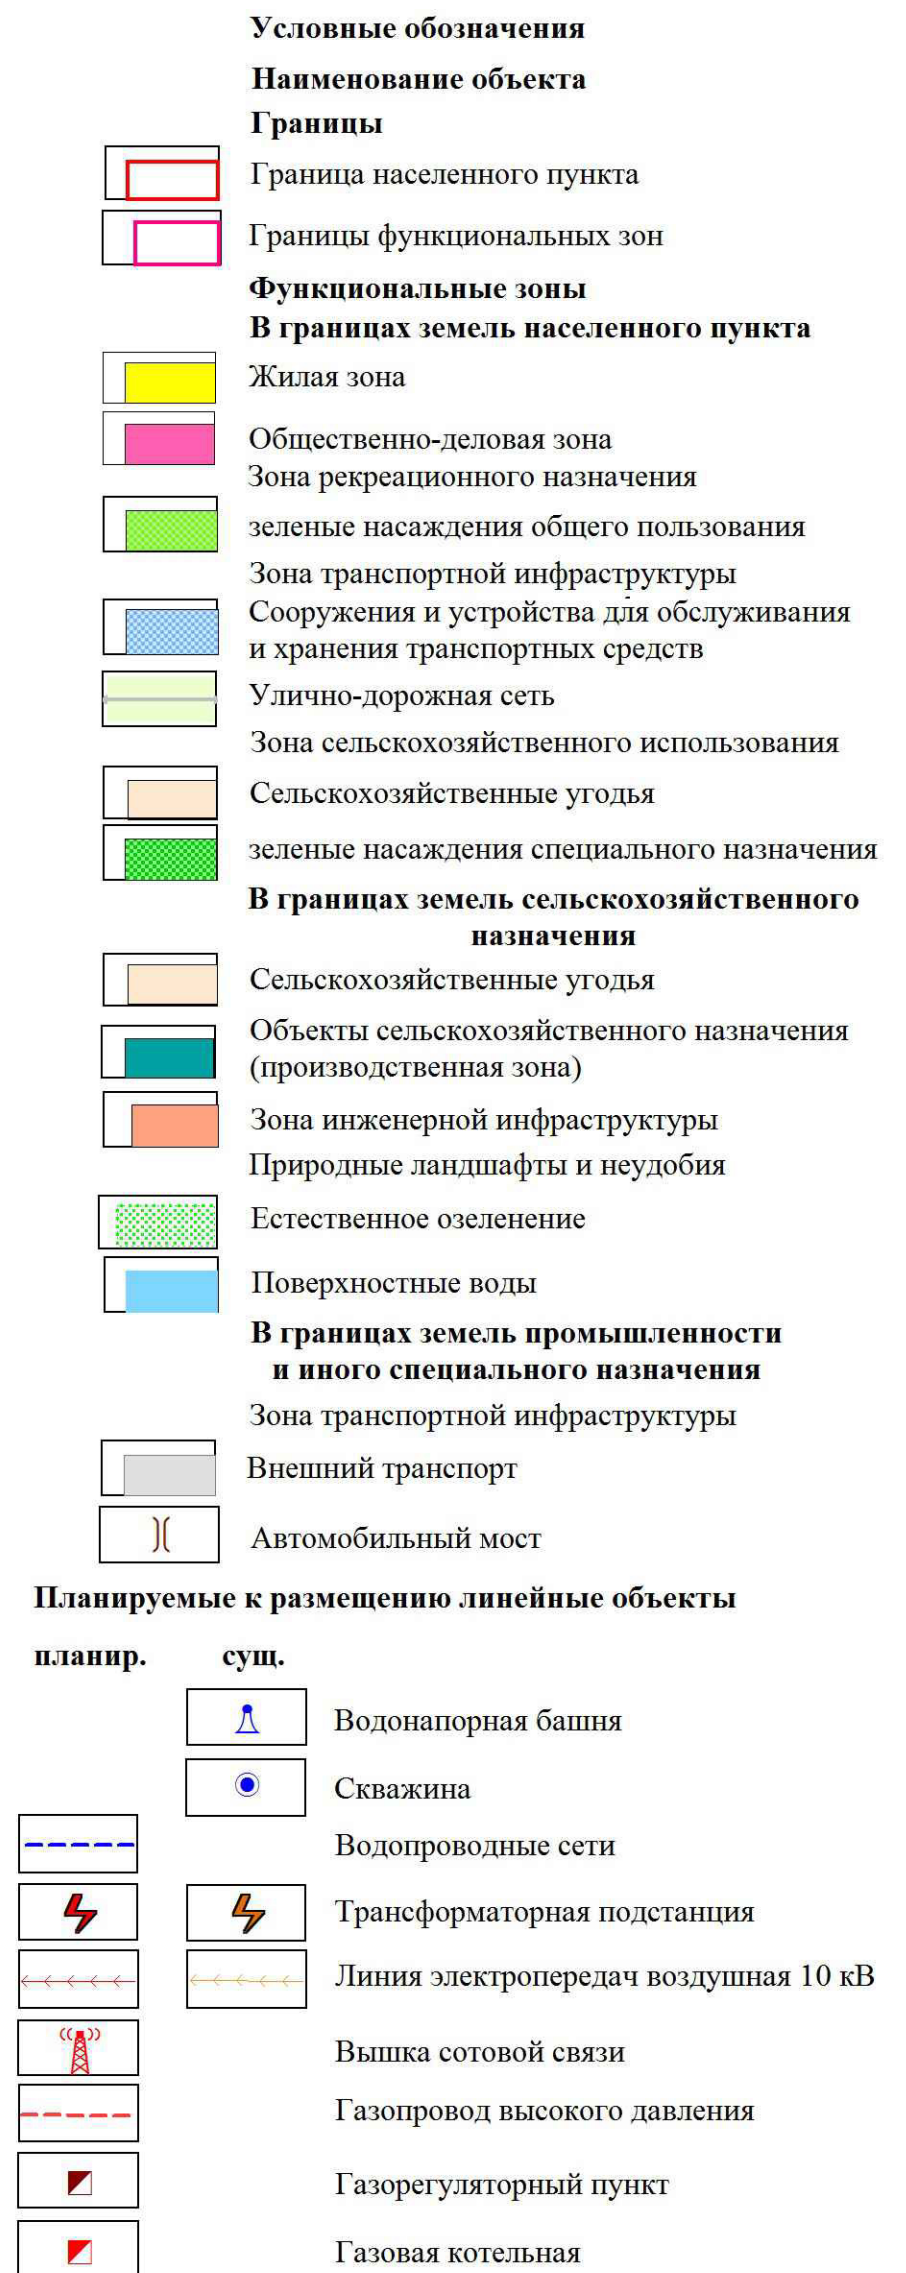 Условные обозначения
Наименование объекта
Границы
Граница населенного пункта
Границы функциональных зон
Функциональные зоны
В границах земель населенного пункта
Жилая зона
Общественно-деловая зона
Зона рекреационного назначения
зеленые насаждения общего пользования
Зона транспортной инфраструктуры
Сооружения и устройства для обслуживания
и хранения транспортных средств
Улично-дорожная сеть
Зона сельскохозяйственного использования
Сельскохозяйственные угодья
зеленые насаждения специального назначения
В границах земель сельскохозяйственного
назначения
Сельскохозяйственные угодья
Объекты сельскохозяйственного назначения
(производственная зона)
Зона инженерной инфраструктуры
Природные ландшафты и неудобия
Естественное озеленение
Поверхностные воды
В границах земель промышленности
и иного специального назначения
Зона транспортной инфраструктуры
Внешний транспорт
Автомобильный мост
Планируемые к размещению линейные объекты
планир. сущ.
Водонапорная башня
Скважина
Водопроводные сети
Трансформаторная подстанция
Линия электропередач воздушная 10 кВ
Вышка сотовой связи
Газопровод высокого давления
Газорегуляторный пункт
Газовая котельная